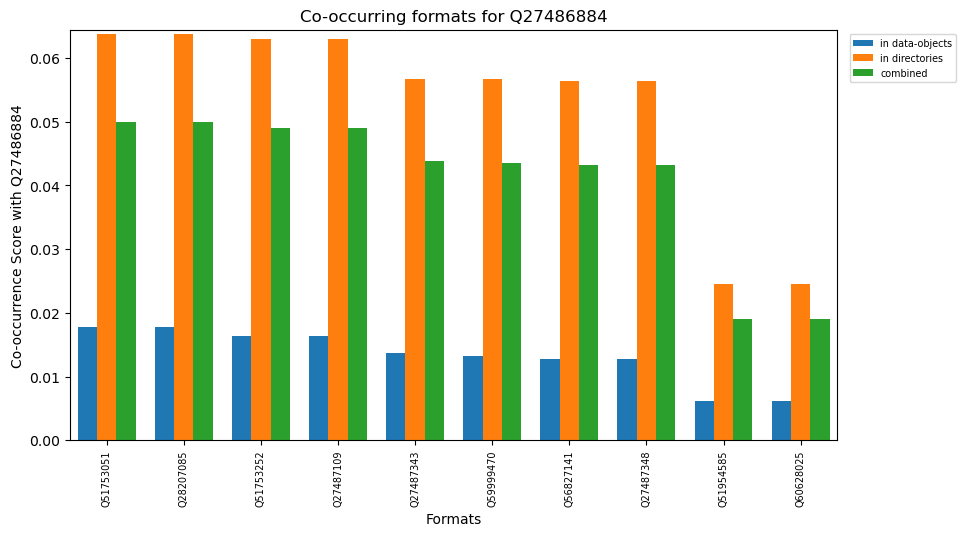 Co-occurring formats for Q27486884
in data-objects
in directories
combined
Co-occurrence Score with Q27486884
0.06
0.05
0.04
0.03
0.02
0.01
0.00
Q51753051
Q28207085
Q51753252
Q27487109
Q27487343
Q59999470
Q56827141
Q27487348
Q51954585
Q60628025
Formats